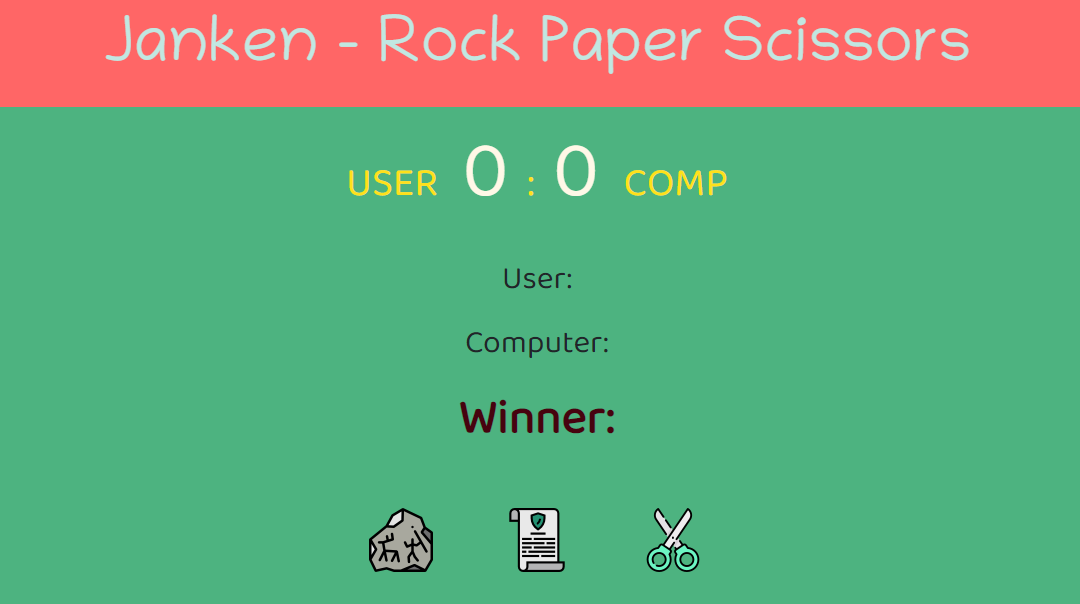 Janken - Rock Paper Scissors
USER 0 : 0 COMP
User:
Computer:
Winner: